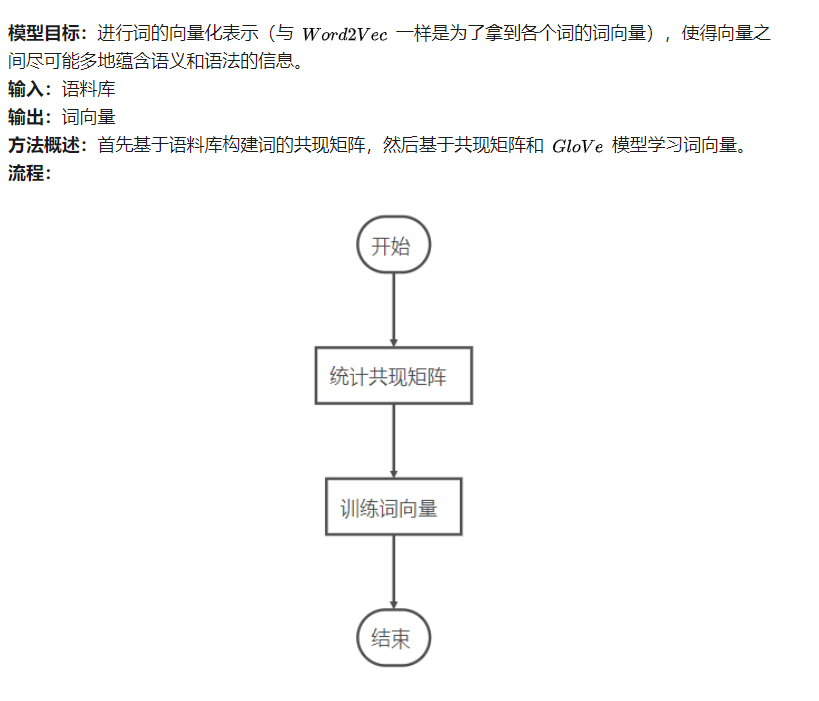 模型目标：进行词的向量化表示（与 Word2Vec 一样是为了拿到各个词的词向量），使得向量之
间尽可能多地蕴含语义和语法的信息。
输入：语料库
输出：词向量
方法概述：首先基于语料库构建词的共现矩阵，然后基于共现矩阵和 GloVe 模型学习词向量。
流程：
开始
统计共现矩阵
训练词向量
结束